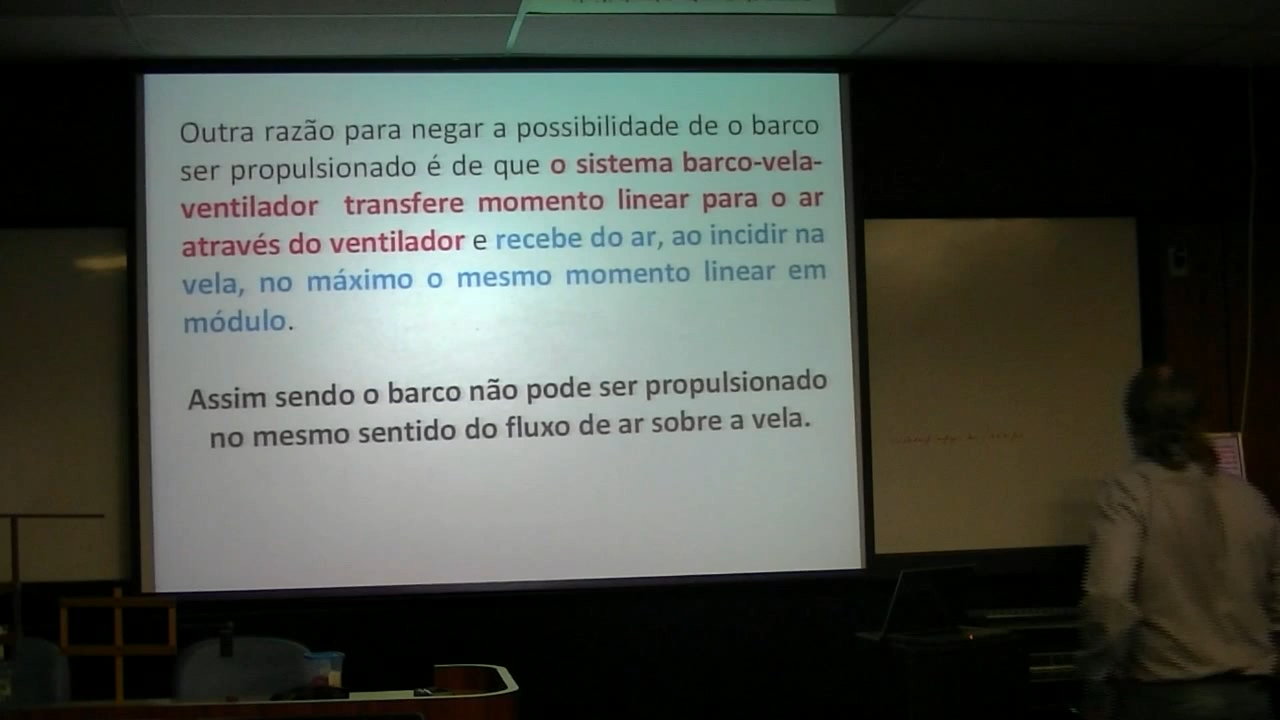 Outra razão para negar a possibilidade de o barco
ser propulsionado é de que o sistema barco-vela-
ventilador transfere momento linear para o ar
através do ventilador e recebe do ar, ao incidir na
vela, no máximo o mesmo momento linear em
módulo.
Assim sendo o barco não pode ser propulsionado
no mesmo sentido do fluxo de ar sobre a vela.